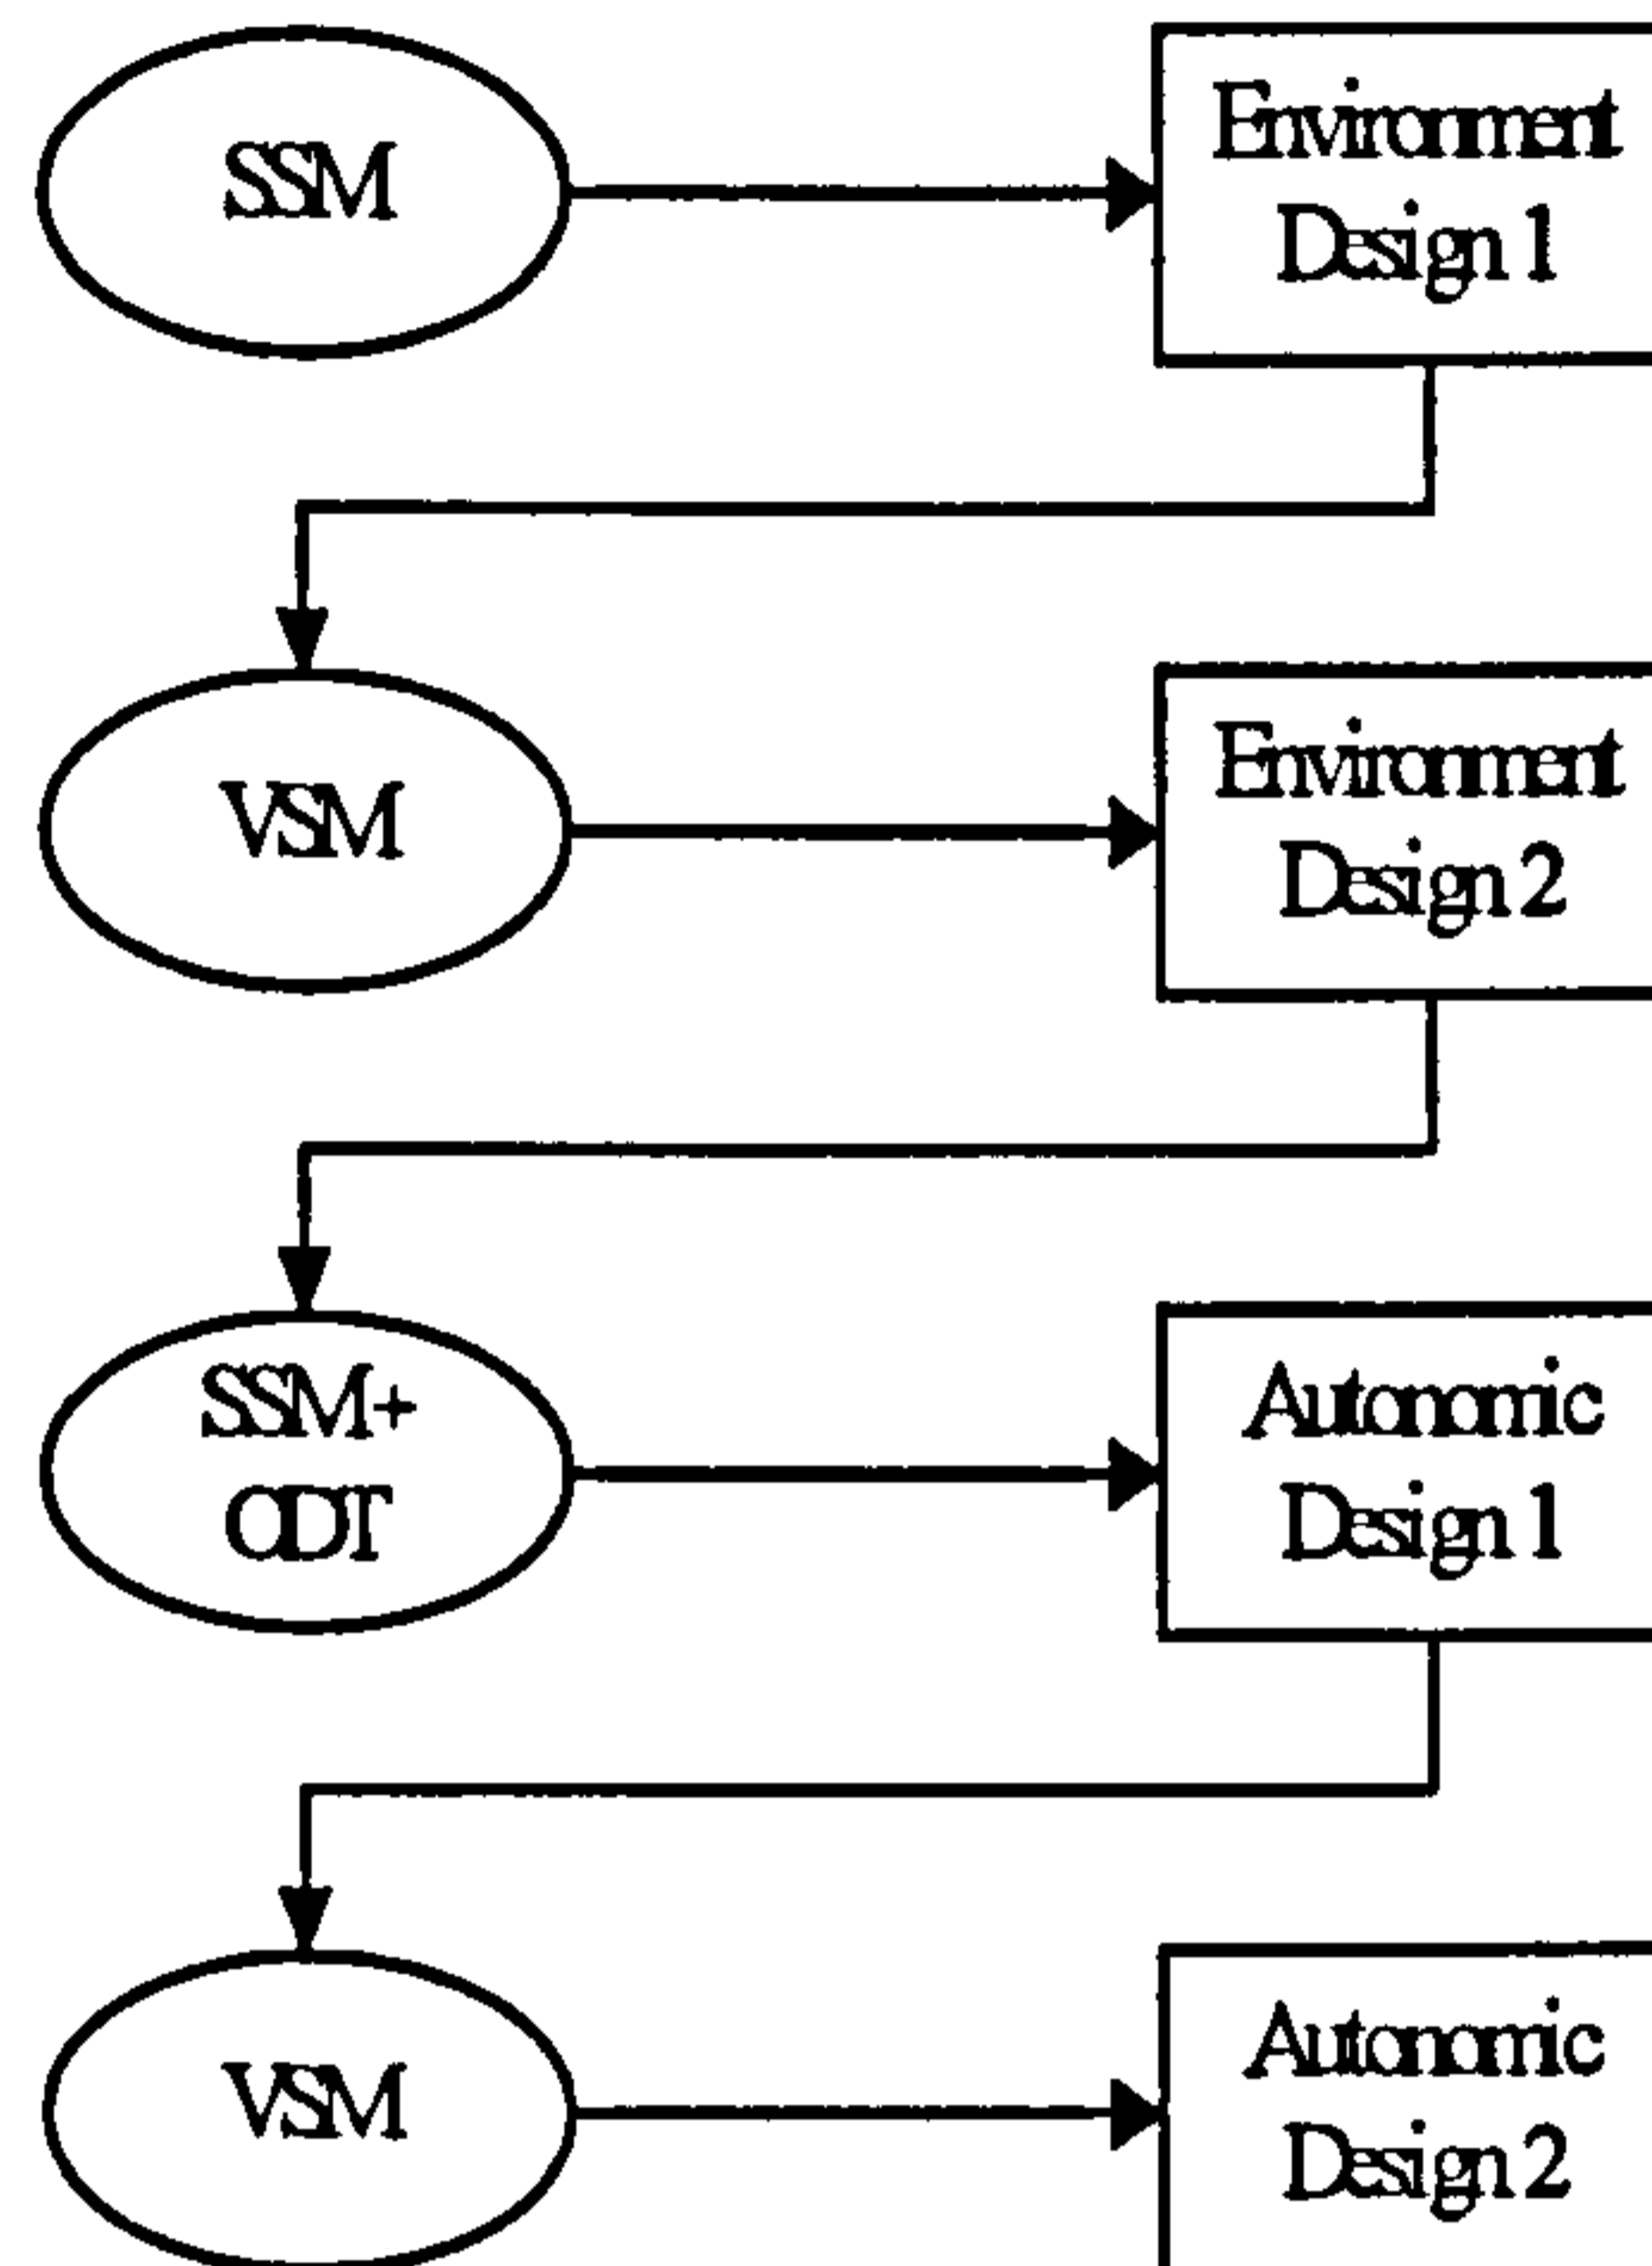 SSM
Environment
Design 1
VSM
Environment
Design 2
SSM+
ODT
Autonomic
Design 1
VSM
Autonomic
Design 2